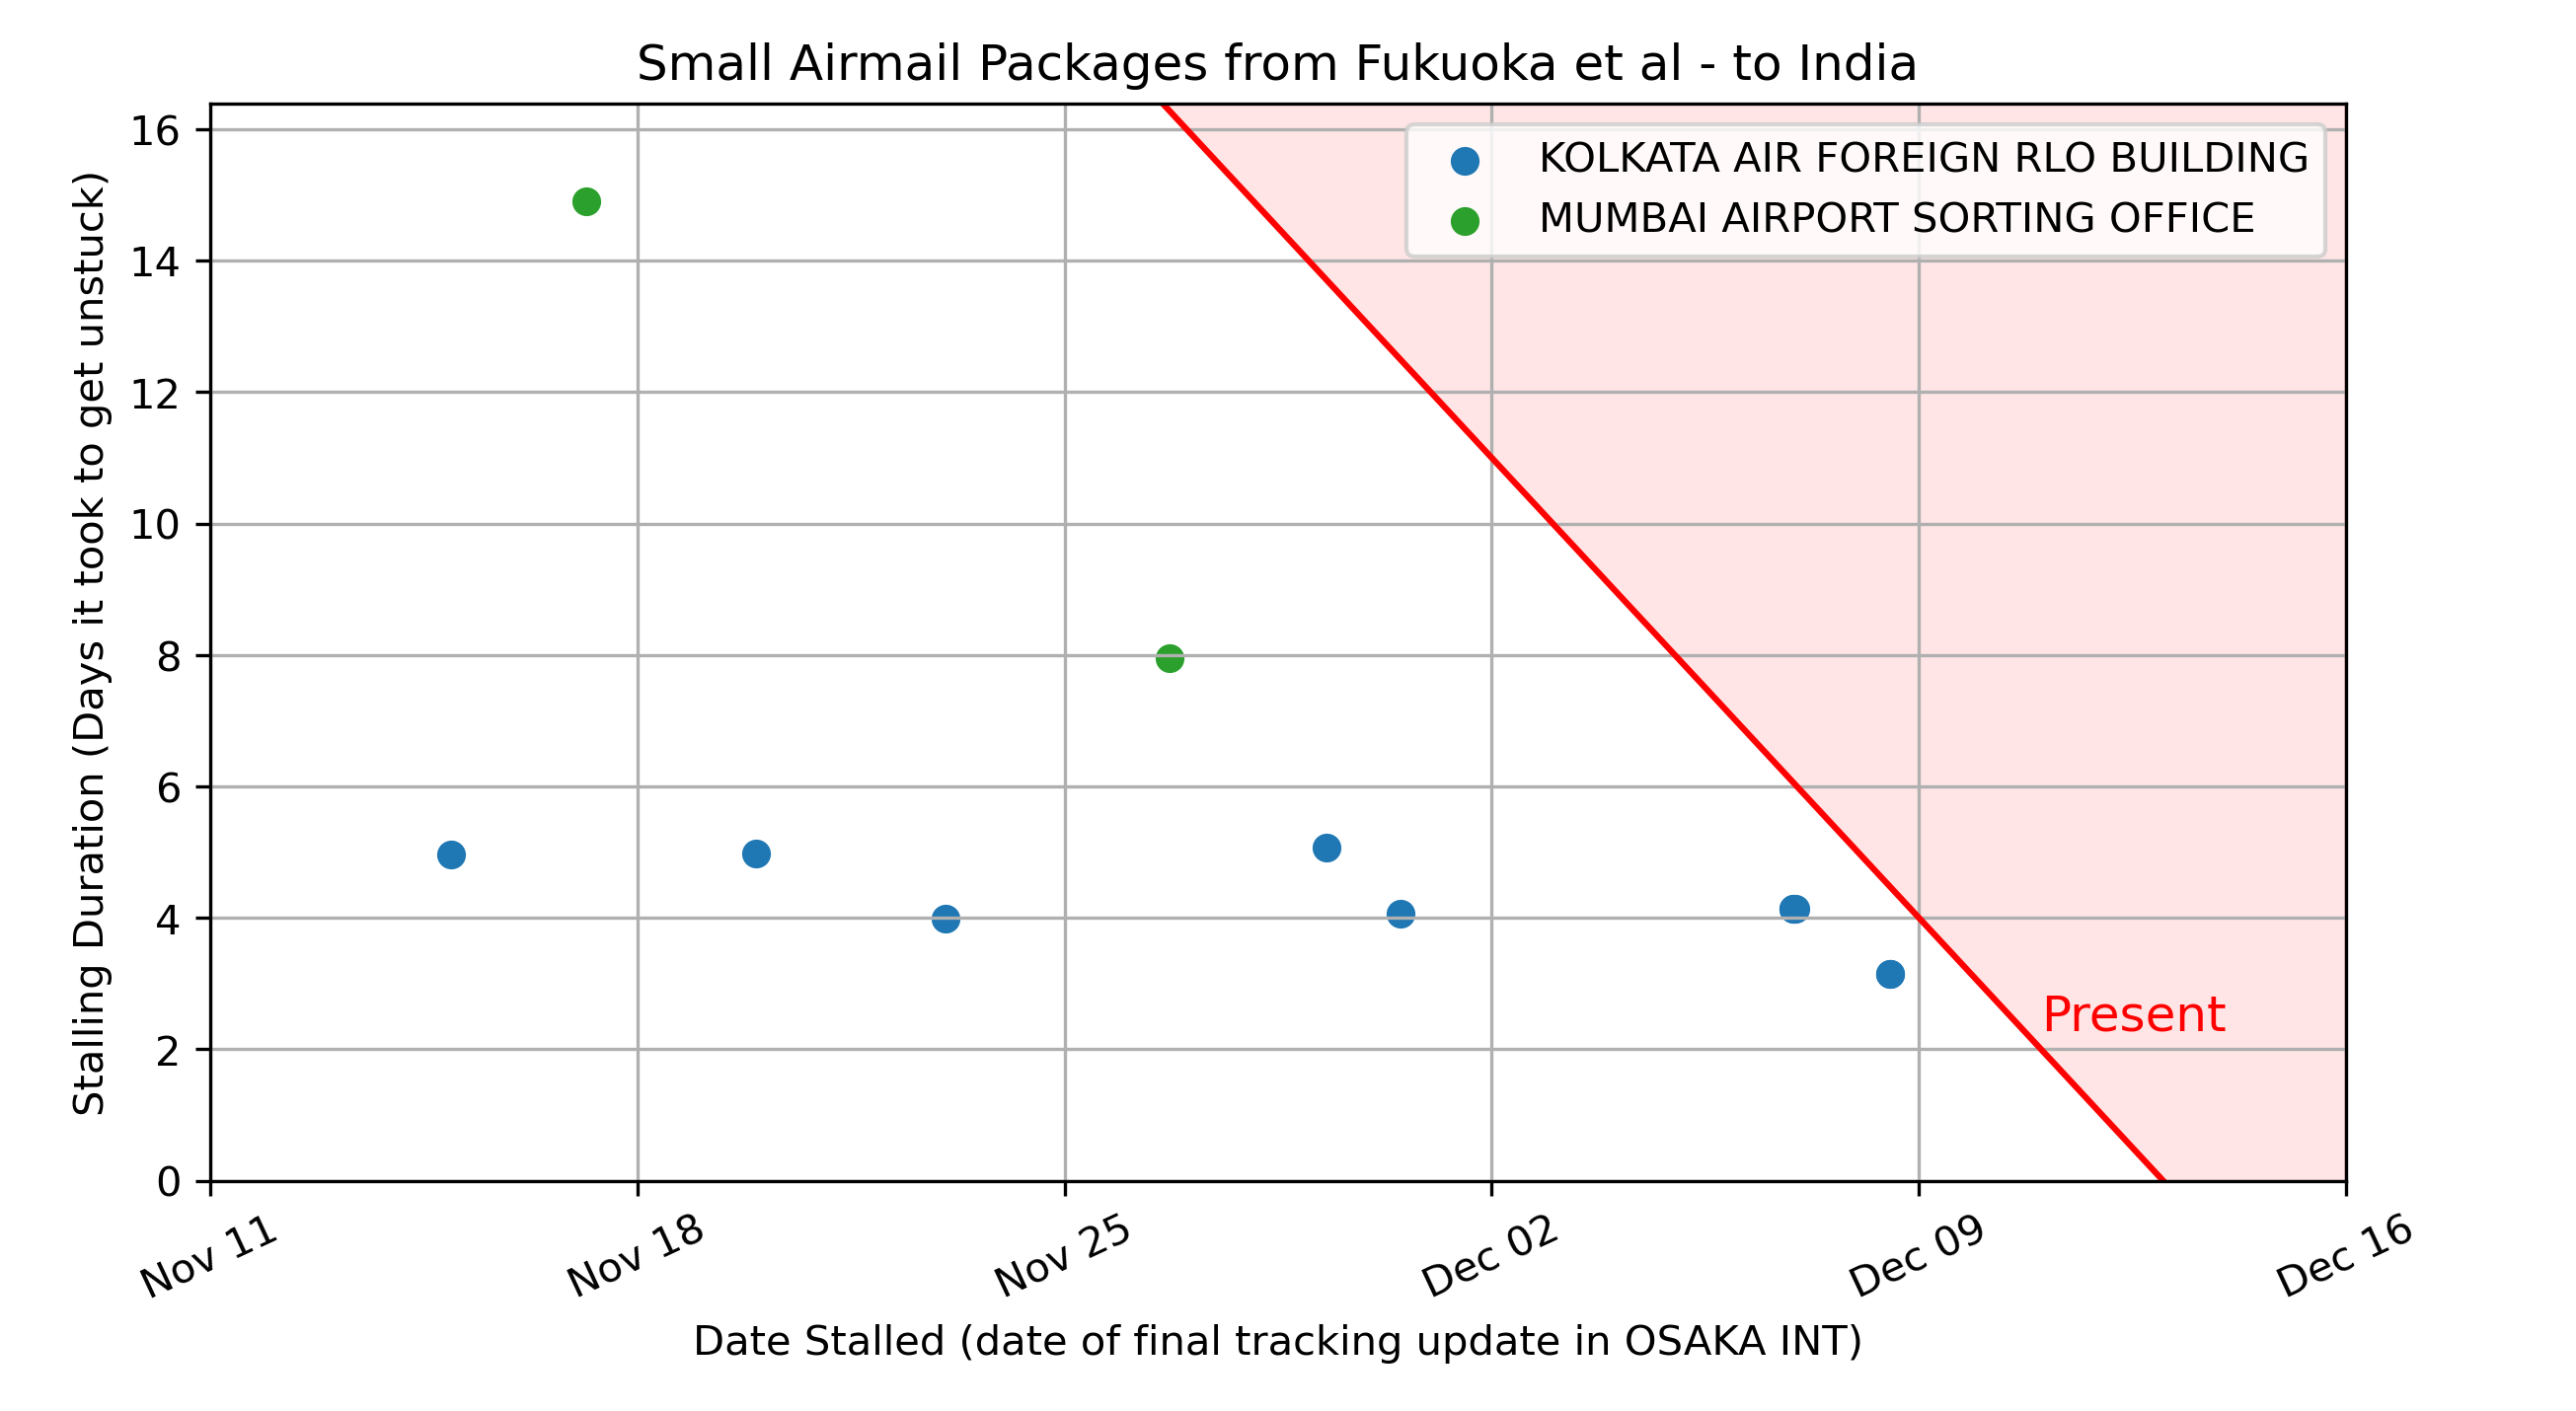 Small Airmail Packages from Fukuoka et al - to India
KOLKATA AIR FOREIGN RLO BUILDING
MUMBAI AIRPORT SORTING OFFICE
Stalling Duration (Days it took to get unstuck)
16
14
12
10
8
6
4
2
0
Present
Nov 11
Nov 18
Nov 25
Dec 02
Dec 09
Dec 16
Date Stalled (date of final tracking update in OSAKA INT)